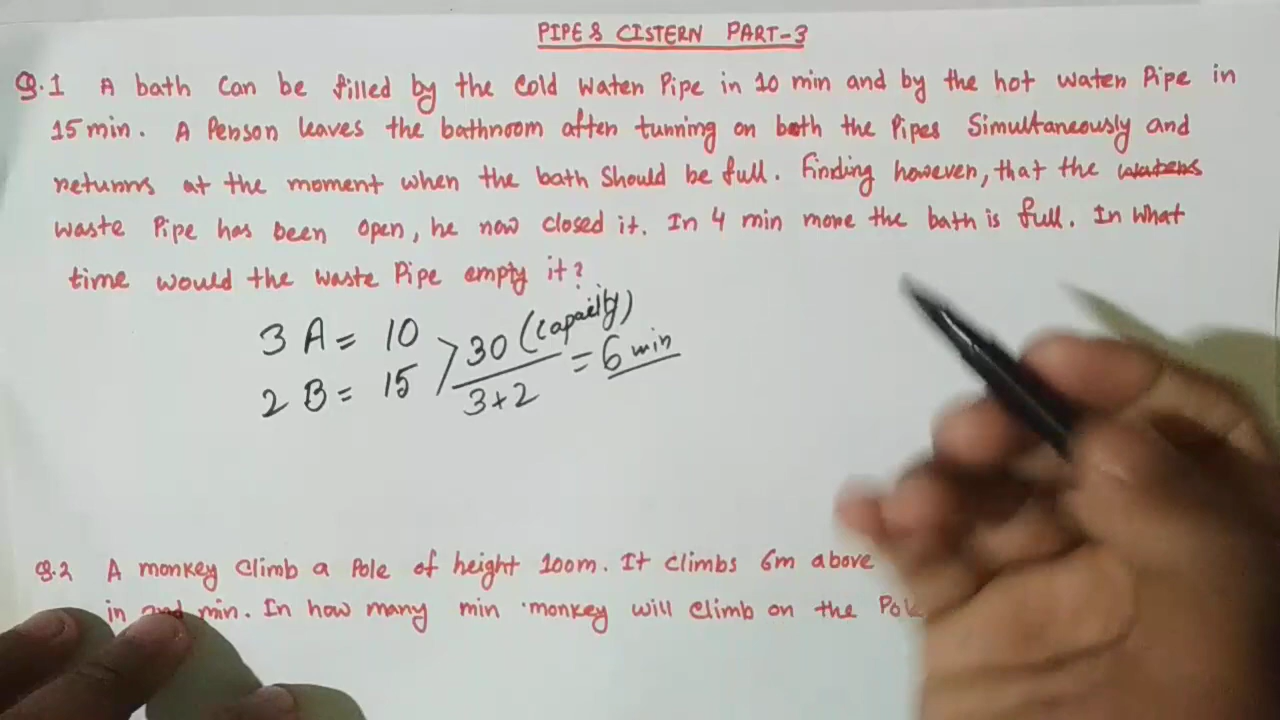 PIPE & CISTERN PART-3
Q.1 A bath can be filled by the cold water Pipe in 10 min and by the hot water Pipe in
15 min. A Person leaves the bathroom after turning on both the Pipes Simultaneously and
returns at the moment when the bath Should be full. Finding however, that the waters
waste Pipe has been open, he now closed it. In 4 min more the bath is full. In what
time would the waste Pipe empty it?
3 A = 10
2 B = 15 > 30 (Capacity)
3+2 = 6 min
Q.2 A monkey Climb a Pole of height 100m. It climbs 6m above
in and min. In how many min monkey will climb on the